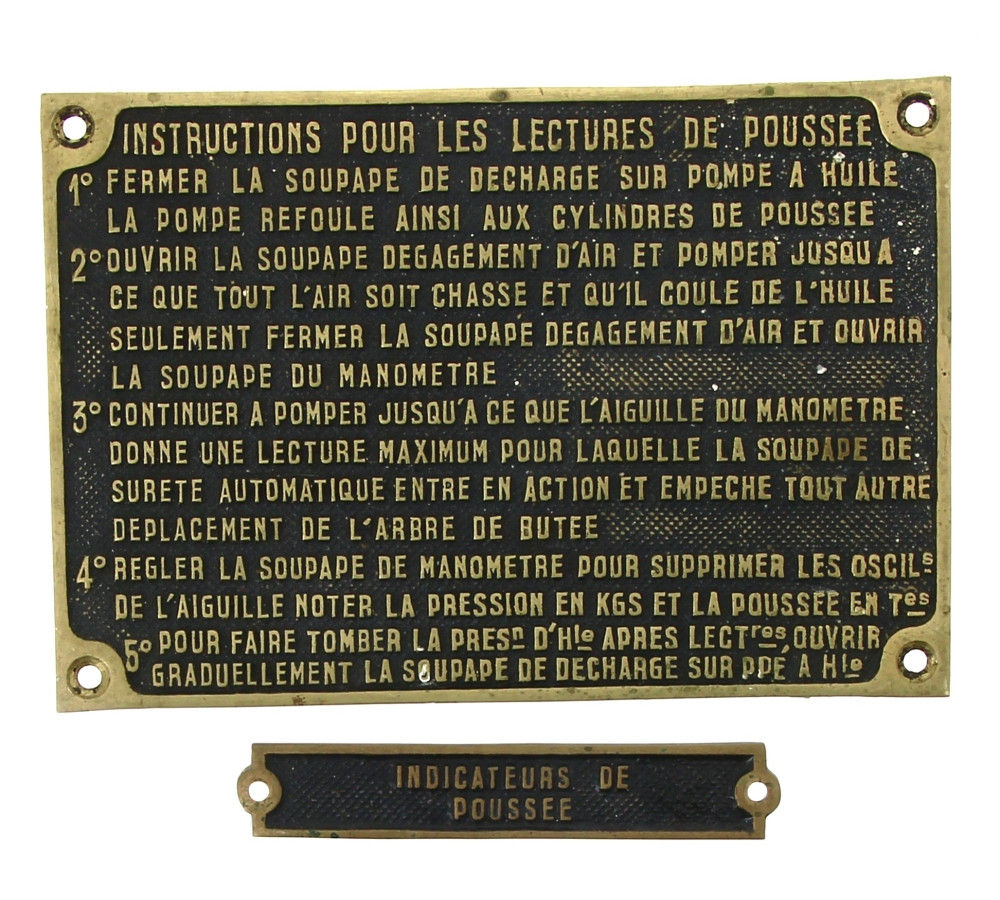 INSTRUCTIONS POUR LES LECTURES DE POUSSEE
1° FERMER LA SOUPAPE DE DECHARGE SUR POMPE A HUILE
LA POMPE REFOULE AINSI AUX CYLINDRES DE POUSSEE
2° OUVRIR LA SOUPAPE DEGAGEMENT D'AIR ET POMPER JUSQU A
CE QUE TOUT L'AIR SOIT CHASSE ET QU'IL COULE DE L'HUILE
SEULEMENT FERMER LA SOUPAPE DEGAGEMENT D'AIR ET OUVRIR
LA SOUPAPE DU MANOMETRE
3° CONTINUER A POMPER JUSQU'A CE QUE L'AIGUILLE DU MANOMETRE
DONNE UNE LECTURE MAXIMUM POUR LAQUELLE LA SOUPAPE DE
SURETE AUTOMATIQUE ENTRE EN ACTION ET EMPECHE TOUT AUTRE
DEPLACEMENT DE L'ARBRE DE BUTEE
4° REGLER LA SOUPAPE DE MANOMETRE POUR SUPPRIMER LES OSCILs
DE L'AIGUILLE NOTER LA PRESSION EN KGS ET LA POUSSEE EN Tes
5° POUR FAIRE TOMBER LA PRESn D'Hle APRES LECTres OUVRIR
GRADUELLEMENT LA SOUPAPE DE DECHARGE SUR PPE A Hle
INDICATEURS DE
POUSSEE